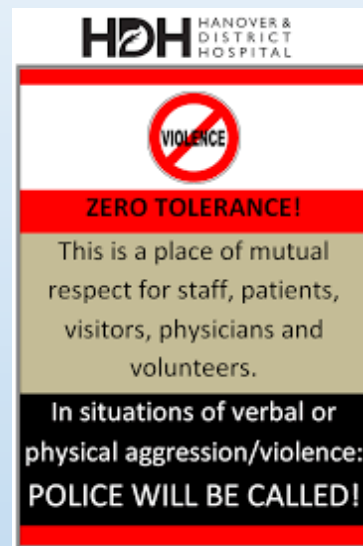 HDH HANOVER &
DISTRICT
HOSPITAL
VIOLENCE
ZERO TOLERANCE!
This is a place of mutual
respect for staff, patients,
visitors, physicians and
volunteers.
In situations of verbal or
physical aggression/violence:
POLICE WILL BE CALLED!